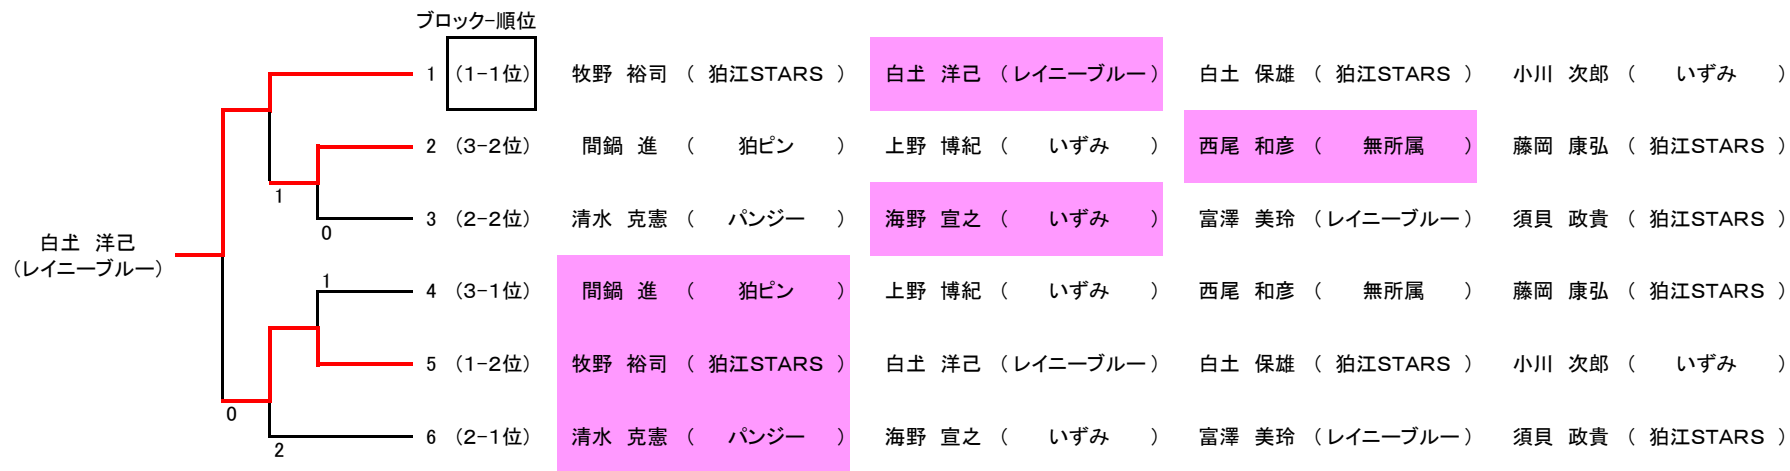 ブロック−順位
1 (1−1位) 牧野 裕司 ( 狛江STARS ) 白圡 洋己 (レイニーブルー) 白土 保雄 ( 狛江STARS ) 小川 次郎 ( いずみ )
2 (3−2位) 間鍋 進 ( 狛ピン ) 上野 博紀 ( いずみ ) 西尾 和彦 ( 無所属 ) 藤岡 康弘 ( 狛江STARS )
1
3 (2−2位) 清水 克憲 ( パンジー ) 海野 宣之 ( いずみ ) 富澤 美玲 (レイニーブルー) 須貝 政貴 ( 狛江STARS )
0
白圡 洋己
(レイニーブルー)
1
4 (3−1位) 間鍋 進 ( 狛ピン ) 上野 博紀 ( いずみ ) 西尾 和彦 ( 無所属 ) 藤岡 康弘 ( 狛江STARS )
5 (1−2位) 牧野 裕司 ( 狛江STARS ) 白圡 洋己 (レイニーブルー) 白土 保雄 ( 狛江STARS ) 小川 次郎 ( いずみ )
0
6 (2−1位) 清水 克憲 ( パンジー ) 海野 宣之 ( いずみ ) 富澤 美玲 (レイニーブルー) 須貝 政貴 ( 狛江STARS )
2